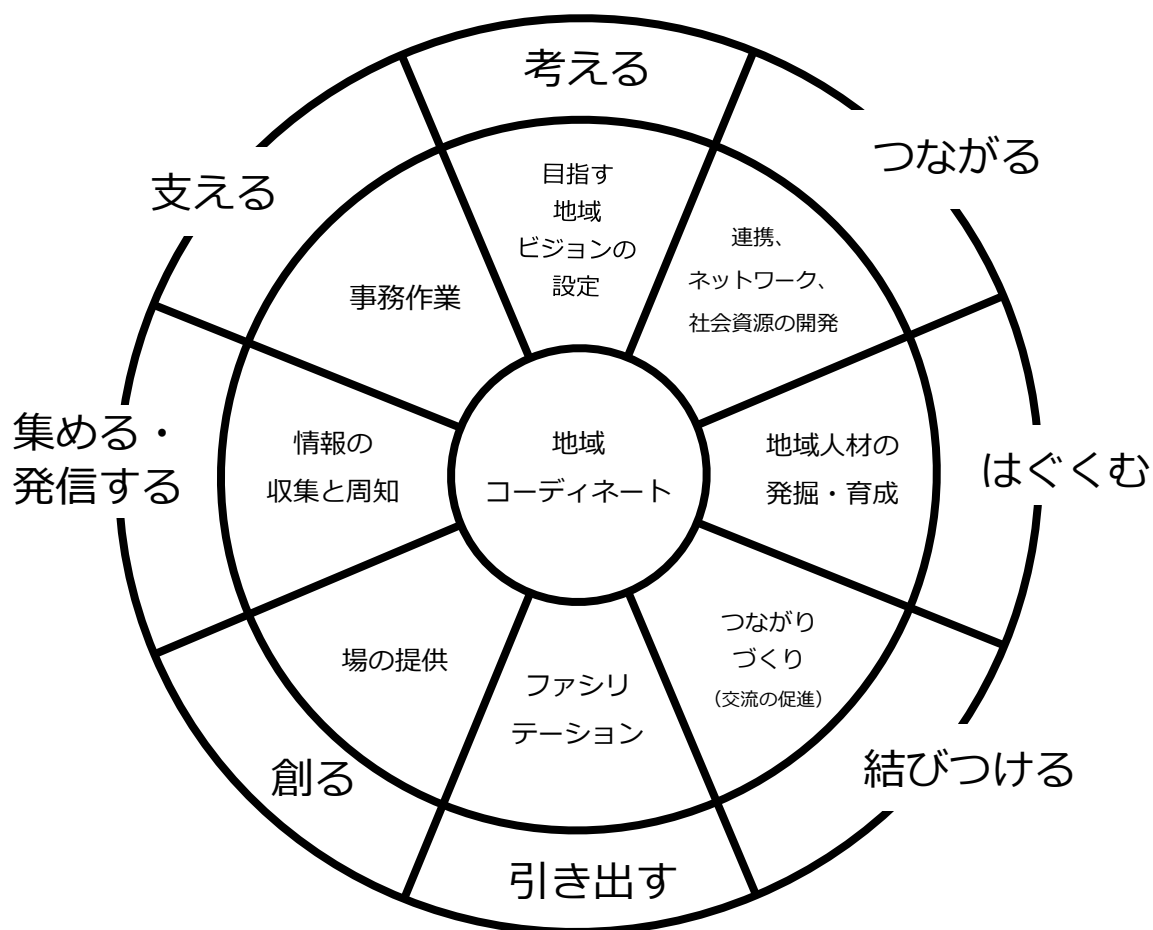 考える
つながる
はぐくむ
結びつける
引き出す
創る
集める・
発信する
支える
目指す
地域
ビジョンの
設定
連携、
ネットワーク、
社会資源の開発
地域人材の
発掘・育成
つながり
づくり
（交流の促進）
ファシリ
テーション
場の提供
情報の
収集と周知
事務作業
地域
コーディネート